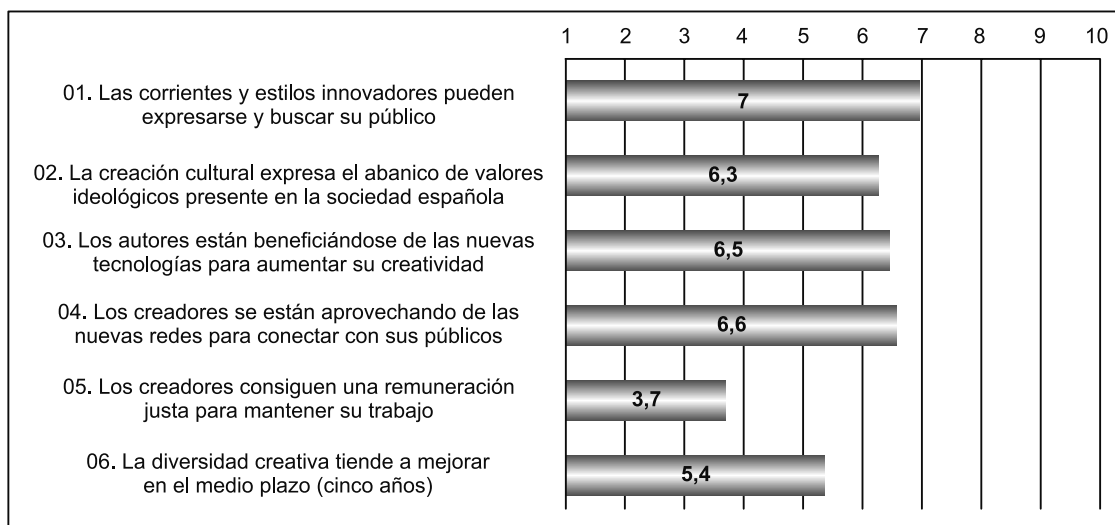 1 2 3 4 5 6 7 8 9 10
01. Las corrientes y estilos innovadores pueden
expresarse y buscar su público
7
02. La creación cultural expresa el abanico de valores
ideológicos presente en la sociedad española
6,3
03. Los autores están beneficiándose de las nuevas
tecnologías para aumentar su creatividad
6,5
04. Los creadores se están aprovechando de las
nuevas redes para conectar con sus públicos
6,6
05. Los creadores consiguen una remuneración
justa para mantener su trabajo
3,7
06. La diversidad creativa tiende a mejorar
en el medio plazo (cinco años)
5,4